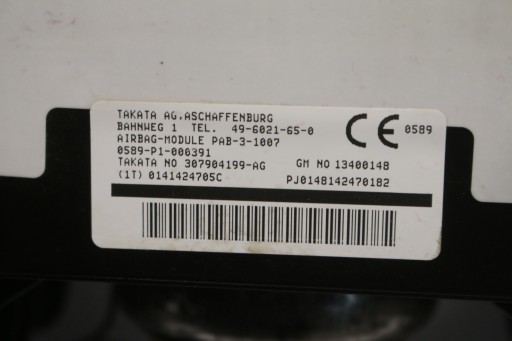 TAKATA AG,ASCHAFFENBURG
BAHNWEG 1 TEL. 49-6021-65-0
AIRBAG-MODULE PAB-3-1007
0589-P1-006391
TAKATA NO 307904199-AG GM NO 13400148
(1T) 0141424705C PJ0148142470182
CE 0589